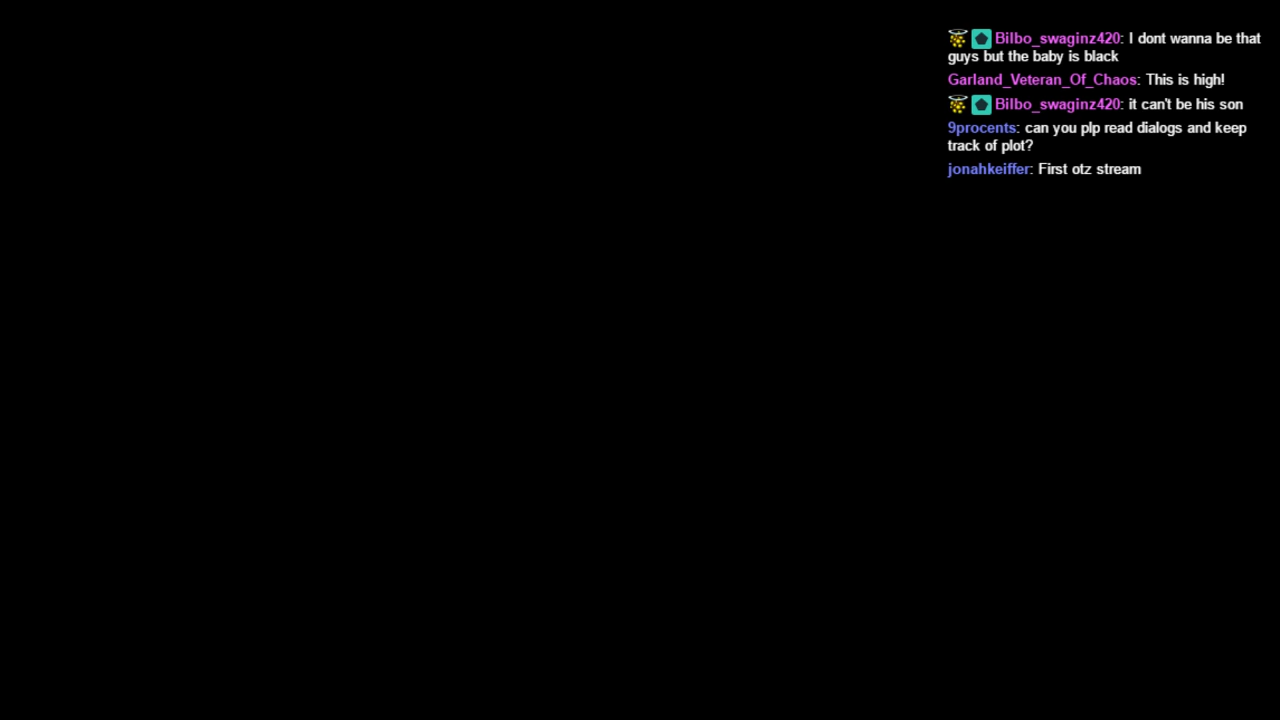 Bilbo_swaginz420: I dont wanna be that
guys but the baby is black
Garland_Veteran_Of_Chaos: This is high!
Bilbo_swaginz420: it can't be his son
9procents: can you plp read dialogs and keep
track of plot?
jonahkeiffer: First otz stream